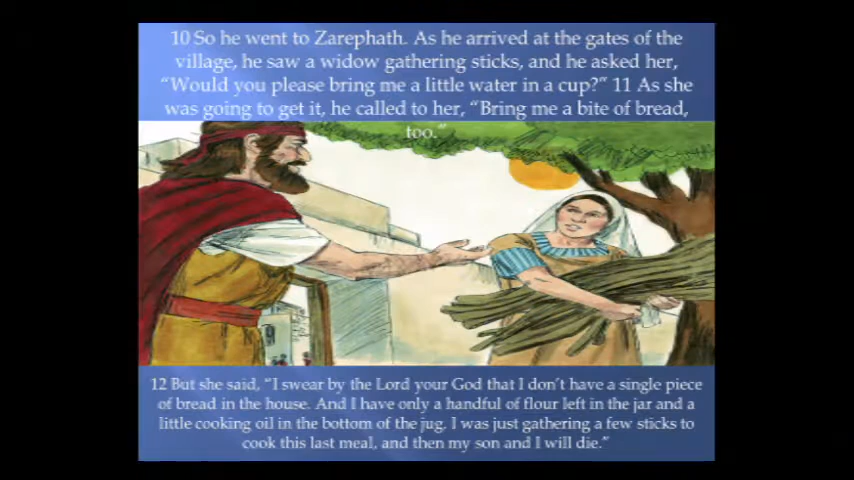 10 So he went to Zarephath. As he arrived at the gates of the
village, he saw a widow gathering sticks, and he asked her,
“Would you please bring me a little water in a cup?” 11 As she
was going to get it, he called to her, “Bring me a bite of bread,
too.”
12 But she said, “I swear by the Lord your God that I don’t have a single piece
of bread in the house. And I have only a handful of flour left in the jar and a
little cooking oil in the bottom of the jug. I was just gathering a few sticks to
cook this last meal, and then my son and I will die.”